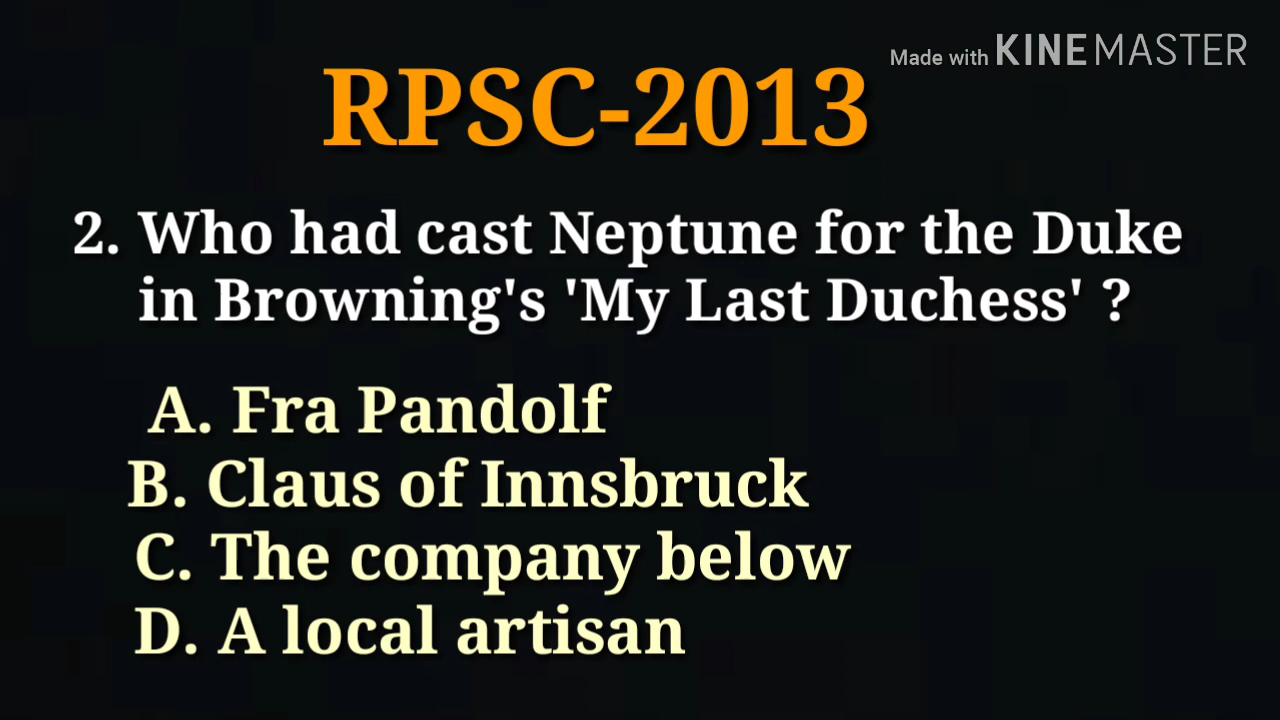 Made with KINEMASTER
RPSC-2013
2. Who had cast Neptune for the Duke
in Browning's 'My Last Duchess' ?
A. Fra Pandolf
B. Claus of Innsbruck
C. The company below
D. A local artisan